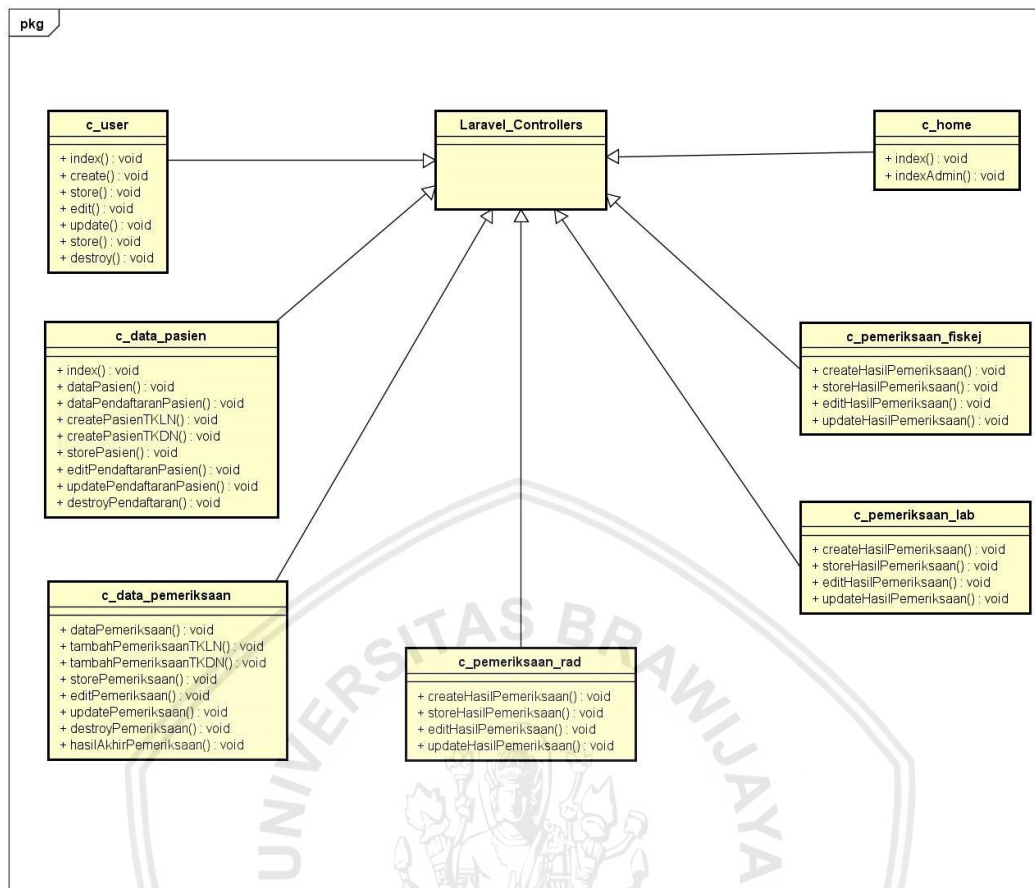 pkg
c_user
+ index() : void
+ create() : void
+ store() : void
+ edit() : void
+ update() : void
+ store() : void
+ destroy() : void
Laravel_Controllers
c_home
+ index() : void
+ indexAdmin() : void
c_data_pasien
+ index() : void
+ dataPasien() : void
+ dataPendaftaranPasien() : void
+ createPasienTKLN() : void
+ createPasienTKDN() : void
+ storePasien() : void
+ editPendaftaranPasien() : void
+ updatePendaftaranPasien() : void
+ destroyPendaftaran() : void
c_pemeriksaan_fiskej
+ createHasilPemeriksaan() : void
+ storeHasilPemeriksaan() : void
+ editHasilPemeriksaan() : void
+ updateHasilPemeriksaan() : void
c_pemeriksaan_lab
+ createHasilPemeriksaan() : void
+ storeHasilPemeriksaan() : void
+ editHasilPemeriksaan() : void
+ updateHasilPemeriksaan() : void
c_data_pemeriksaan
+ dataPemeriksaan() : void
+ tambahPemeriksaanTKLN() : void
+ tambahPemeriksaanTKDN() : void
+ storePemeriksaan() : void
+ editPemeriksaan() : void
+ updatePemeriksaan() : void
+ destroyPemeriksaan() : void
+ hasilAkhirPemeriksaan() : void
c_pemeriksaan_rad
+ createHasilPemeriksaan() : void
+ storeHasilPemeriksaan() : void
+ editHasilPemeriksaan() : void
+ updateHasilPemeriksaan() : void
UNIVERSITAS BRAWIJAYA